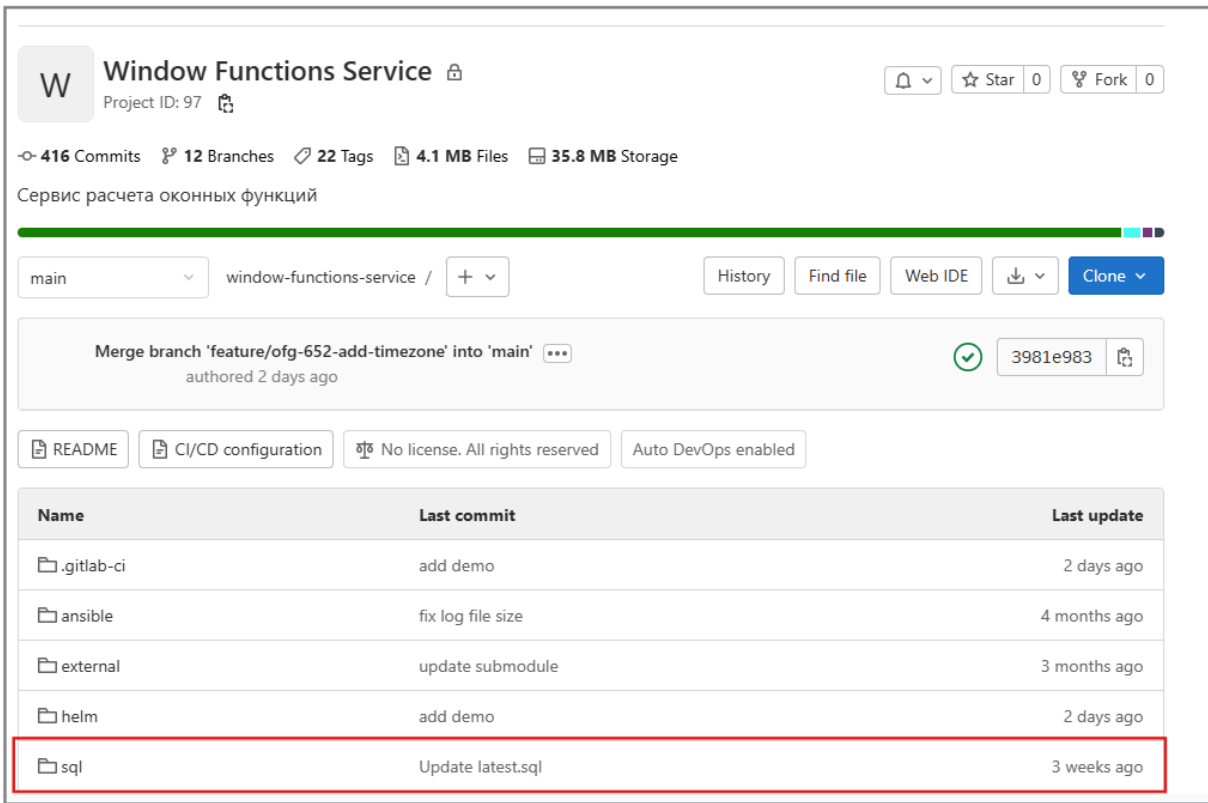 W
Window Functions Service
Project ID: 97
Star 0
Fork 0
416 Commits 12 Branches 22 Tags 4.1 MB Files 35.8 MB Storage
Сервис расчета оконных функций
main
window-functions-service / +
History Find file Web IDE Clone
Merge branch 'feature/ofg-652-add-timezone' into 'main' •••
authored 2 days ago
3981e983
README CI/CD configuration No license. All rights reserved Auto DevOps enabled
Name Last commit Last update
.gitlab-ci add demo 2 days ago
ansible fix log file size 4 months ago
external update submodule 3 months ago
helm add demo 2 days ago
sql Update latest.sql 3 weeks ago